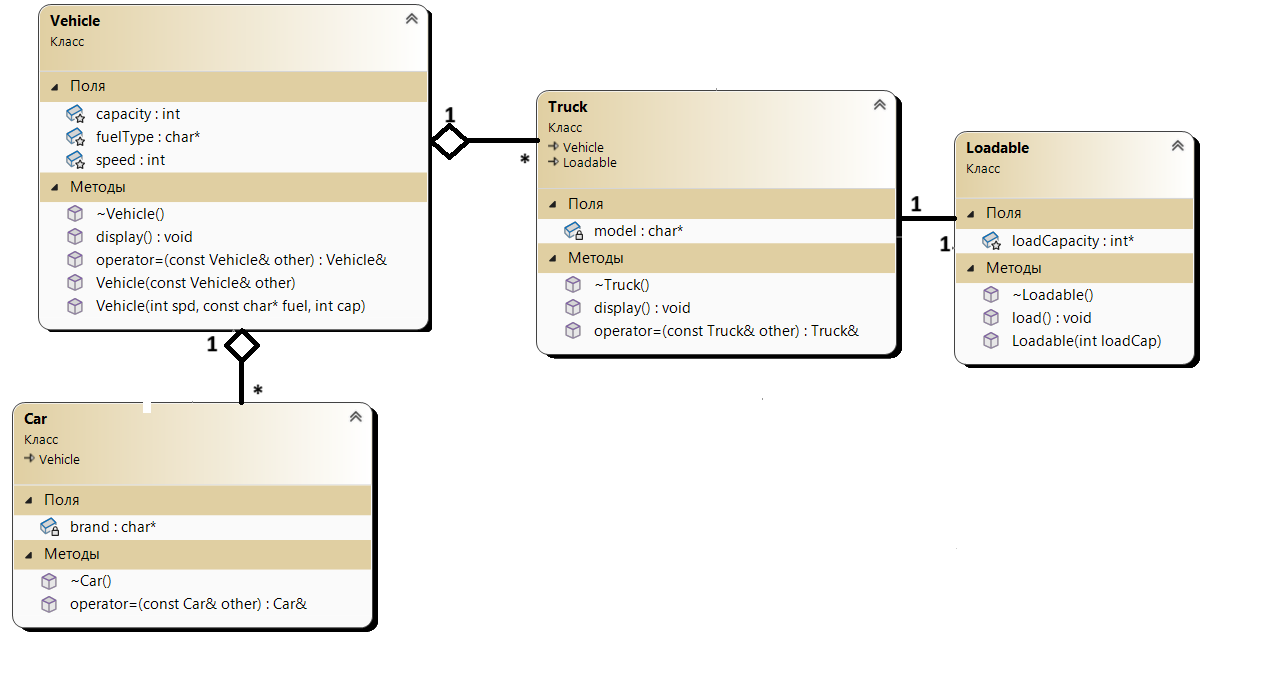 Vehicle
Класс
Поля
capacity : int
fuelType : char*
speed : int
Методы
~Vehicle()
display() : void
operator=(const Vehicle& other) : Vehicle&
Vehicle(const Vehicle& other)
Vehicle(int spd, const char* fuel, int cap)
1
*
Truck
Класс
Vehicle
Loadable
Поля
model : char*
Методы
~Truck()
display() : void
operator=(const Truck& other) : Truck&
1
1
Loadable
Класс
Поля
loadCapacity : int*
Методы
~Loadable()
load() : void
Loadable(int loadCap)
1
*
Car
Класс
Vehicle
Поля
brand : char*
Методы
~Car()
operator=(const Car& other) : Car&